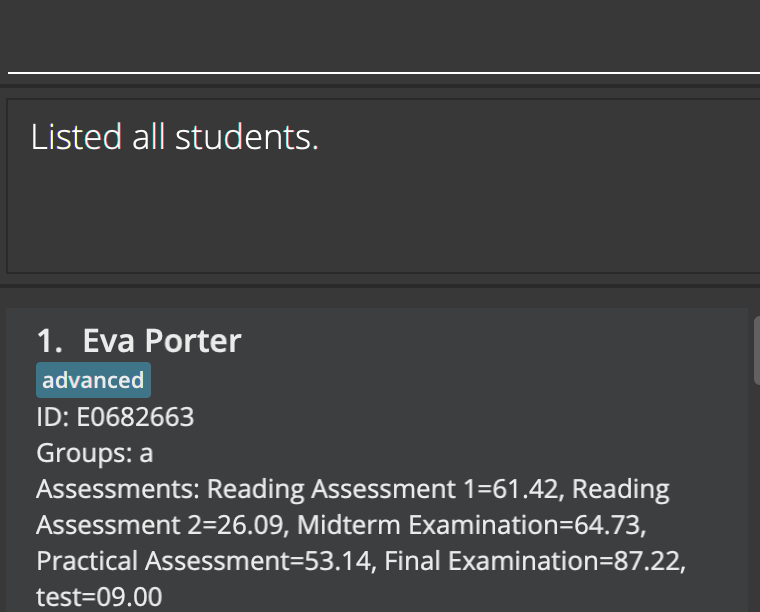 Listed all students.
1. Eva Porter
advanced
ID: E0682663
Groups: a
Assessments: Reading Assessment 1=61.42, Reading
Assessment 2=26.09, Midterm Examination=64.73,
Practical Assessment=53.14, Final Examination=87.22,
test=09.00